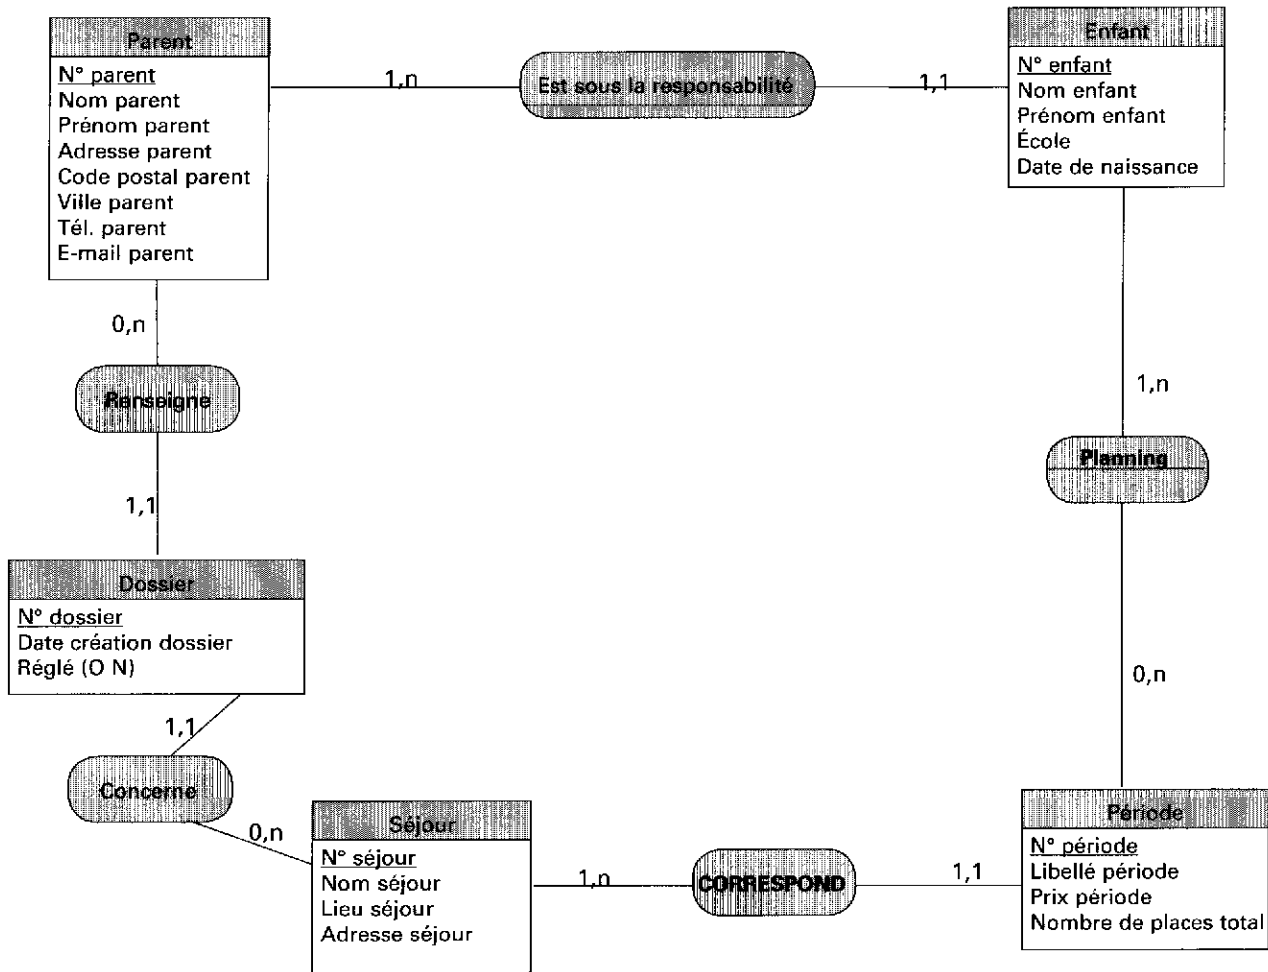 Parent
N° parent
Nom parent
Prénom parent
Adresse parent
Code postal parent
Ville parent
Tél. parent
E-mail parent
1,n
Est sous la responsabilité
1,1
Enfant
N° enfant
Nom enfant
Prénom enfant
École
Date de naissance
0,n
Renseigne
1,1
1,n
Planning
0,n
Dossier
N° dossier
Date création dossier
Réglé (O N)
1,1
Concerne
0,n
Séjour
N° séjour
Nom séjour
Lieu séjour
Adresse séjour
1,n
CORRESPOND
1,1
Période
N° période
Libellé période
Prix période
Nombre de places total